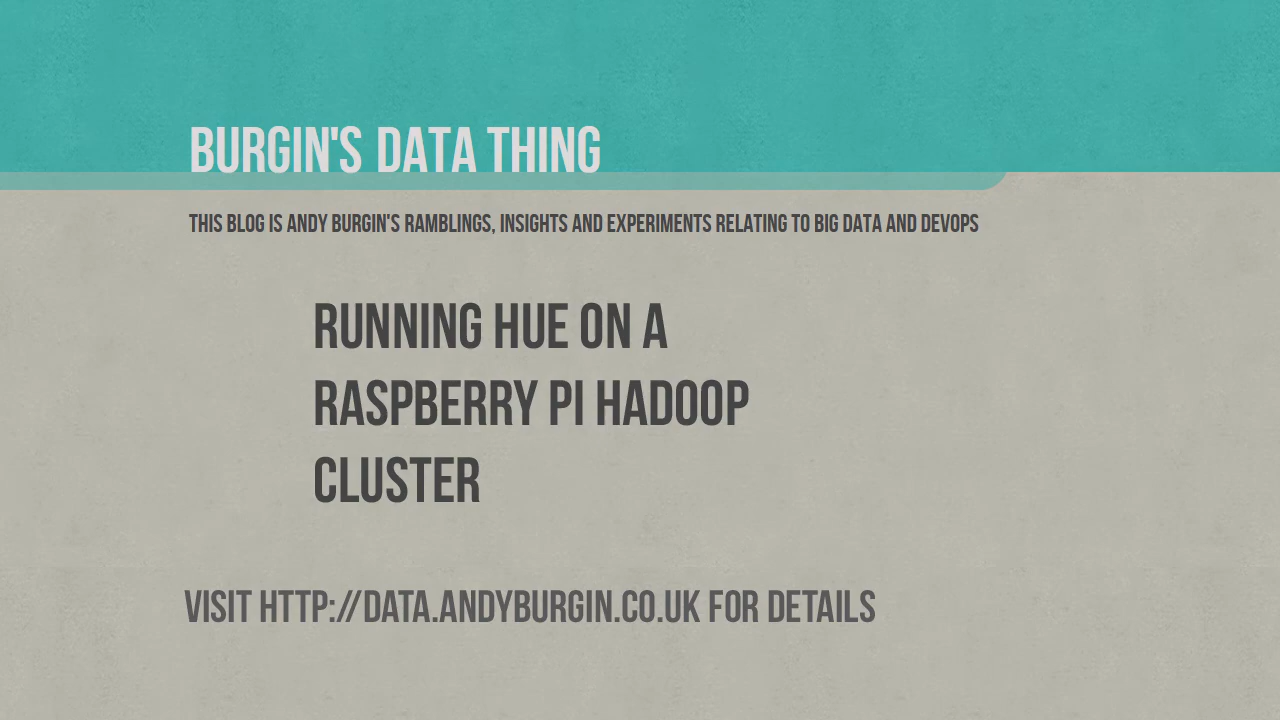 BURGIN'S DATA THING
THIS BLOG IS ANDY BURGIN'S RAMBLINGS, INSIGHTS AND EXPERIMENTS RELATING TO BIG DATA AND DEVOPS
RUNNING HUE ON A
RASPBERRY PI HADOOP
CLUSTER
VISIT HTTP://DATA.ANDYBURGIN.CO.UK FOR DETAILS